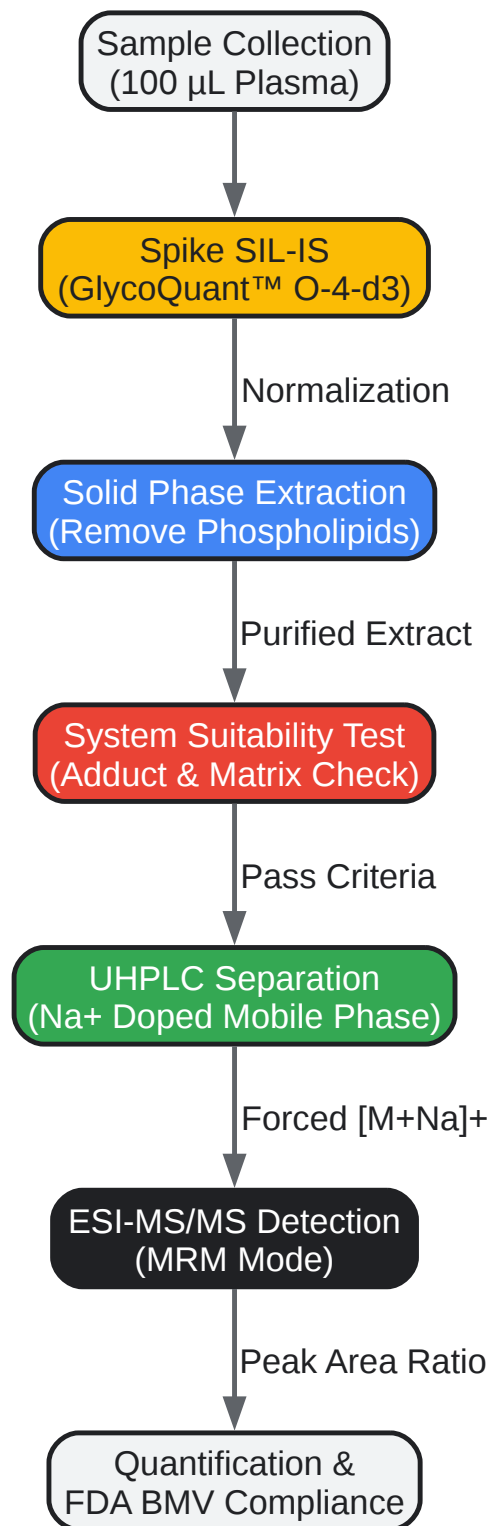 Sample Collection
(100 µL Plasma)
Spike SIL-IS
(GlycoQuant™ O-4-d3)
Normalization
Solid Phase Extraction
(Remove Phospholipids)
Purified Extract
System Suitability Test
(Adduct & Matrix Check)
Pass Criteria
UHPLC Separation
(Na+ Doped Mobile Phase)
Forced [M+Na]+
ESI-MS/MS Detection
(MRM Mode)
Peak Area Ratio
Quantification &
FDA BMV Compliance